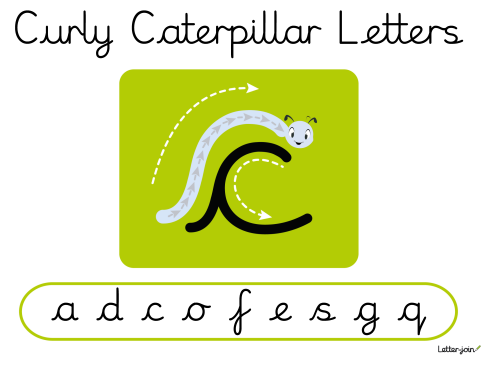 Curly Caterpillar Letters
c
a d c o f e s g q
Letter-join